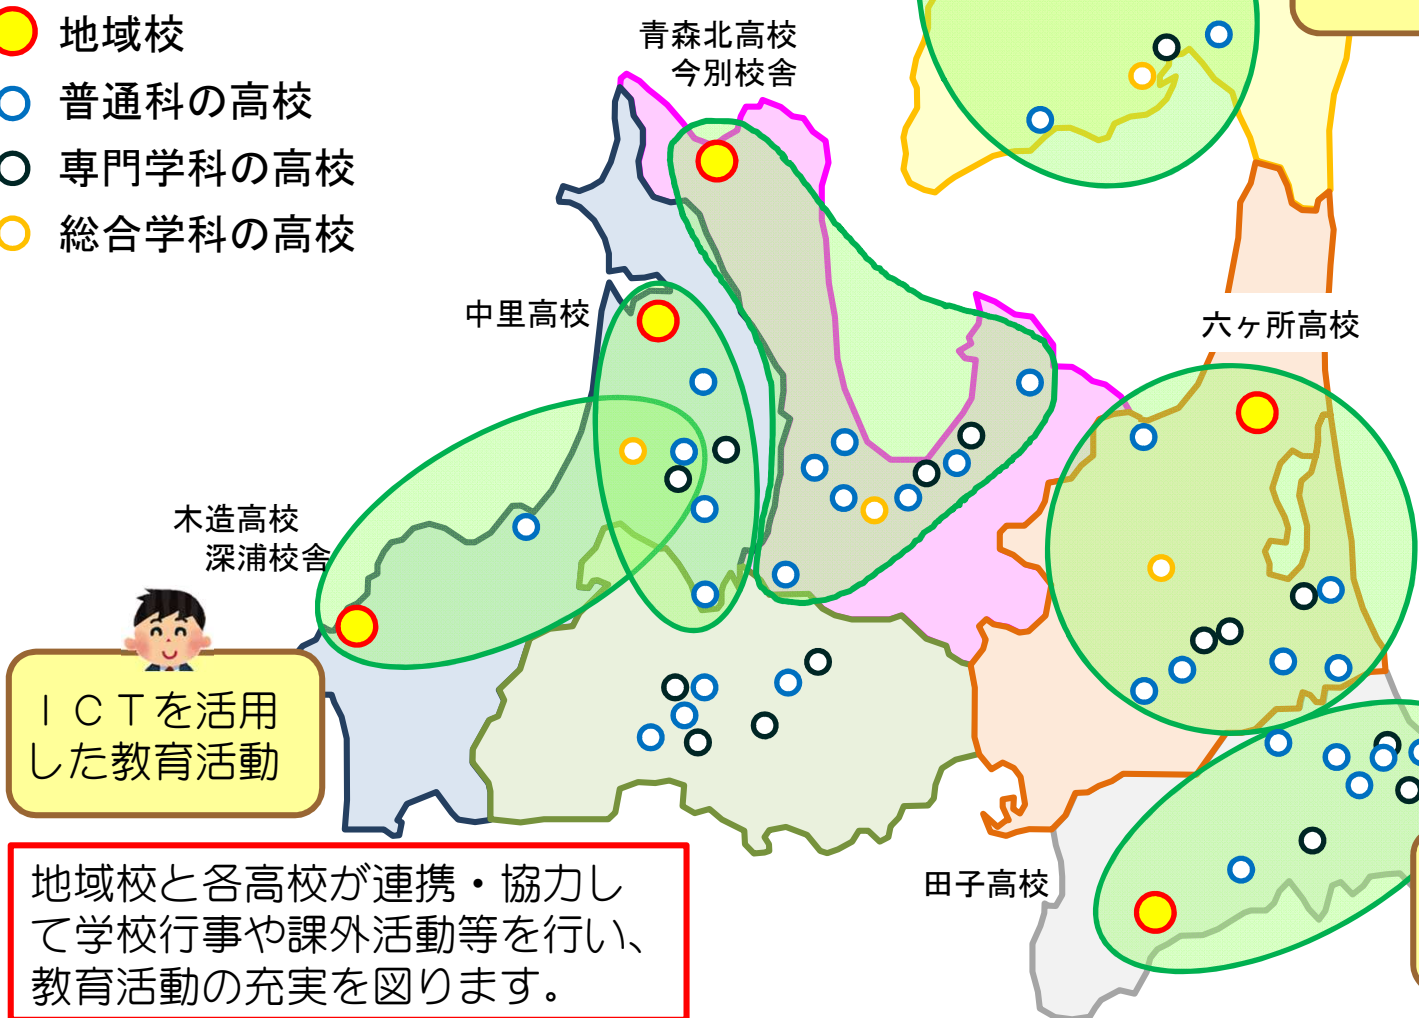 地域校
普通科の高校
専門学科の高校
総合学科の高校
青森北高校
今別校舎
中里高校
六ヶ所高校
木造高校
深浦校舎
ＩＣＴを活用
した教育活動
田子高校
地域校と各高校が連携・協力し
て学校行事や課外活動等を行い、
教育活動の充実を図ります。